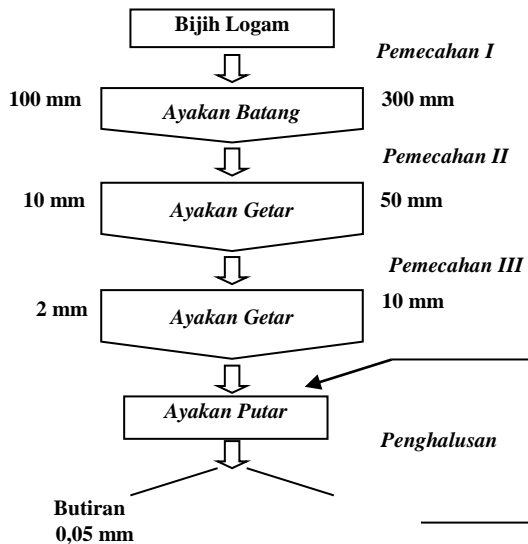 Bijih Logam
Pemecahan I
100 mm
Ayakan Batang
300 mm
Pemecahan II
10 mm
Ayakan Getar
50 mm
Pemecahan III
2 mm
Ayakan Getar
10 mm
Ayakan Putar
Penghalusan
Butiran
0,05 mm